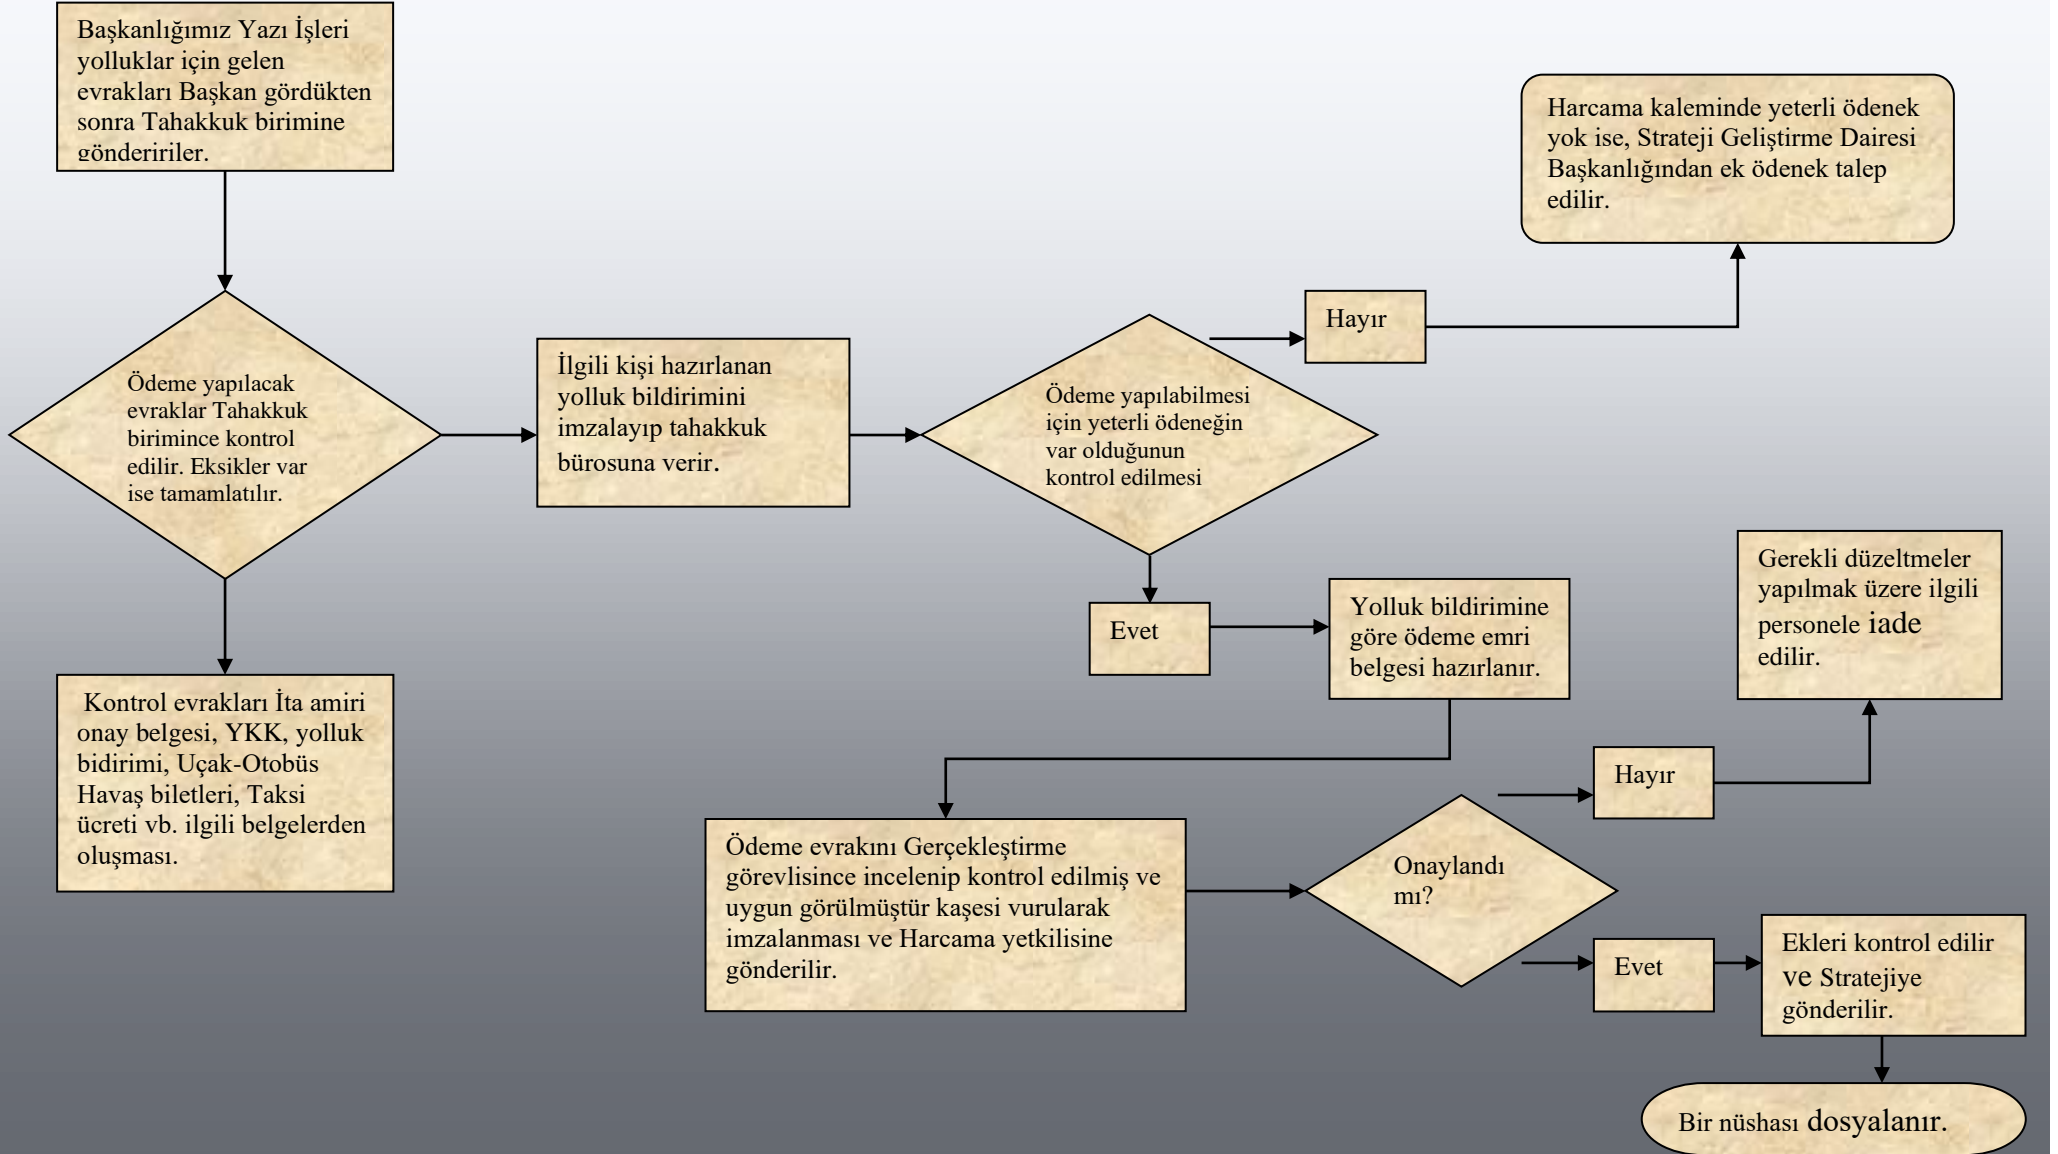 Başkanlığımız Yazı İşleri
yolluklar için gelen
evrakları Başkan gördükten
sonra Tahakkuk birimine
gönderirler.
Harcama kaleminde yeterli ödenek
yok ise, Strateji Geliştirme Dairesi
Başkanlığından ek ödenek talep
edilir.
Hayır
Ödeme yapılacak
evraklar Tahakkuk
birimince kontrol
edilir. Eksikler var
ise tamamlatılır.
İlgili kişi hazırlanan
yolluk bildirimini
imzalayıp tahakkuk
bürosuna verir.
Ödeme yapılabilmesi
için yeterli ödeneğin
var olduğunun
kontrol edilmesi
Evet
Yolluk bildirimine
göre ödeme emri
belgesi hazırlanır.
Gerekli düzeltmeler
yapılmak üzere ilgili
personele iade
edilir.
Kontrol evrakları İta amiri
onay belgesi, YKK, yolluk
bidirimi, Uçak-Otobüs
Havaş biletleri, Taksi
ücreti vb. ilgili belgelerden
oluşması.
Hayır
Ödeme evrakını Gerçekleştirme
görevlisince incelenip kontrol edilmiş ve
uygun görülmüştür kaşesi vurularak
imzalanması ve Harcama yetkilisine
gönderilir.
Onaylandı
mı?
Evet
Ekleri kontrol edilir
ve Stratejiye
gönderilir.
Bir nüshası dosyalanır.